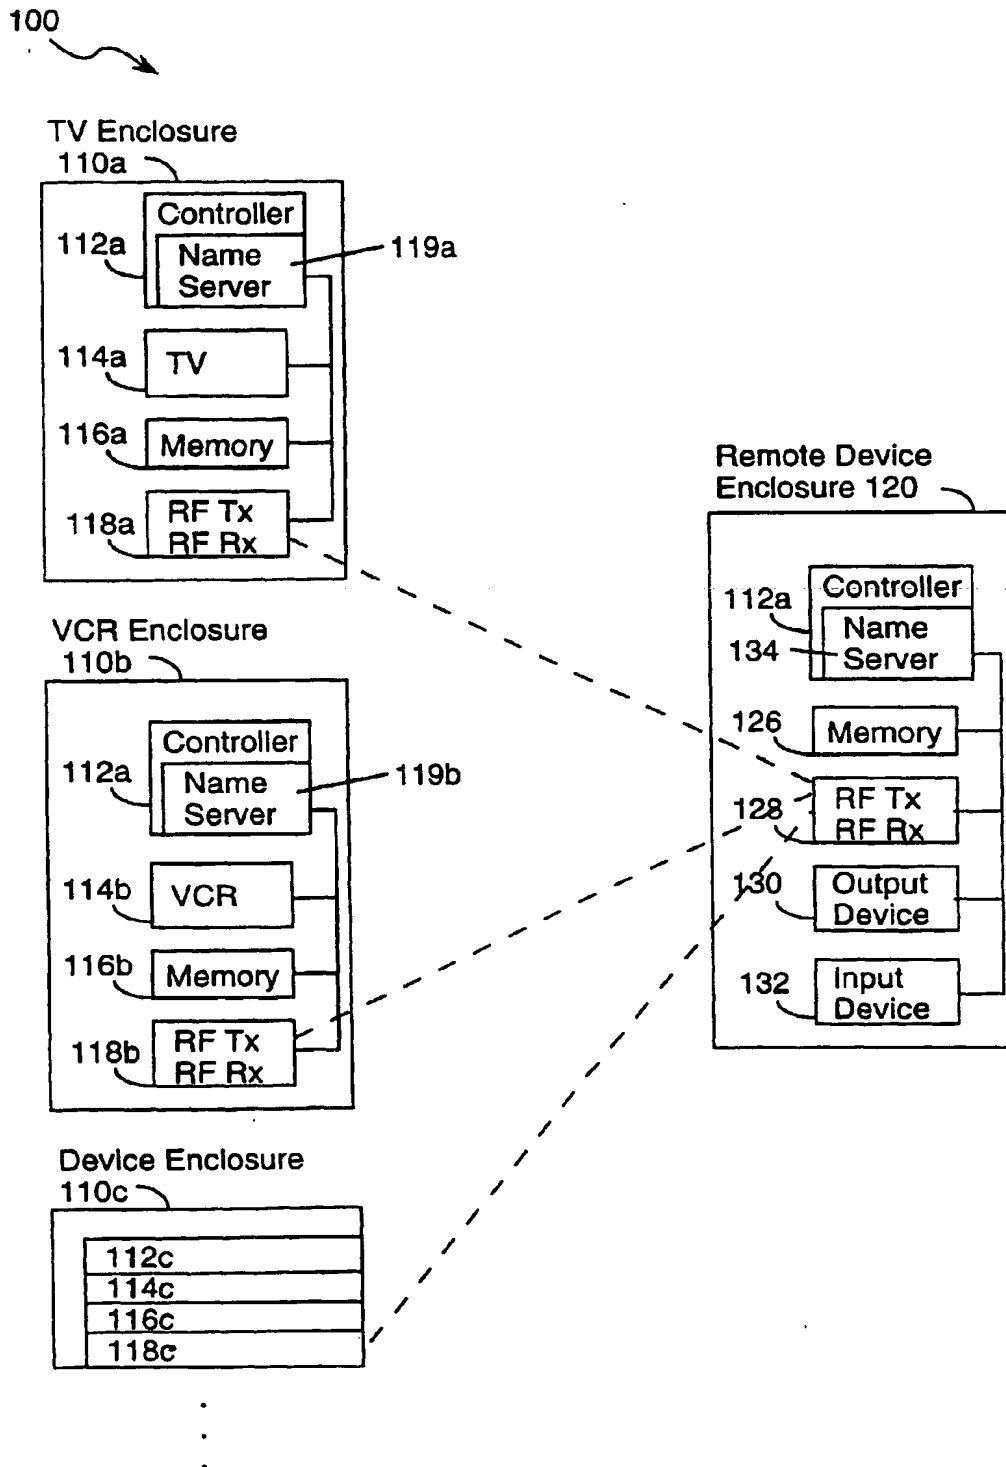 100
TV Enclosure
110a
Controller
112a
Name
Server
119a
114a
TV
116a
Memory
118a
RF Tx
RF Rx
VCR Enclosure
110b
Controller
112a
Name
Server
119b
114b
VCR
116b
Memory
118b
RF Tx
RF Rx
Device Enclosure
110c
112c
114c
116c
118c
Remote Device
Enclosure 120
Controller
112a
Name
134
Server
126
Memory
128
RF Tx
RF Rx
130
Output
Device
132
Input
Device